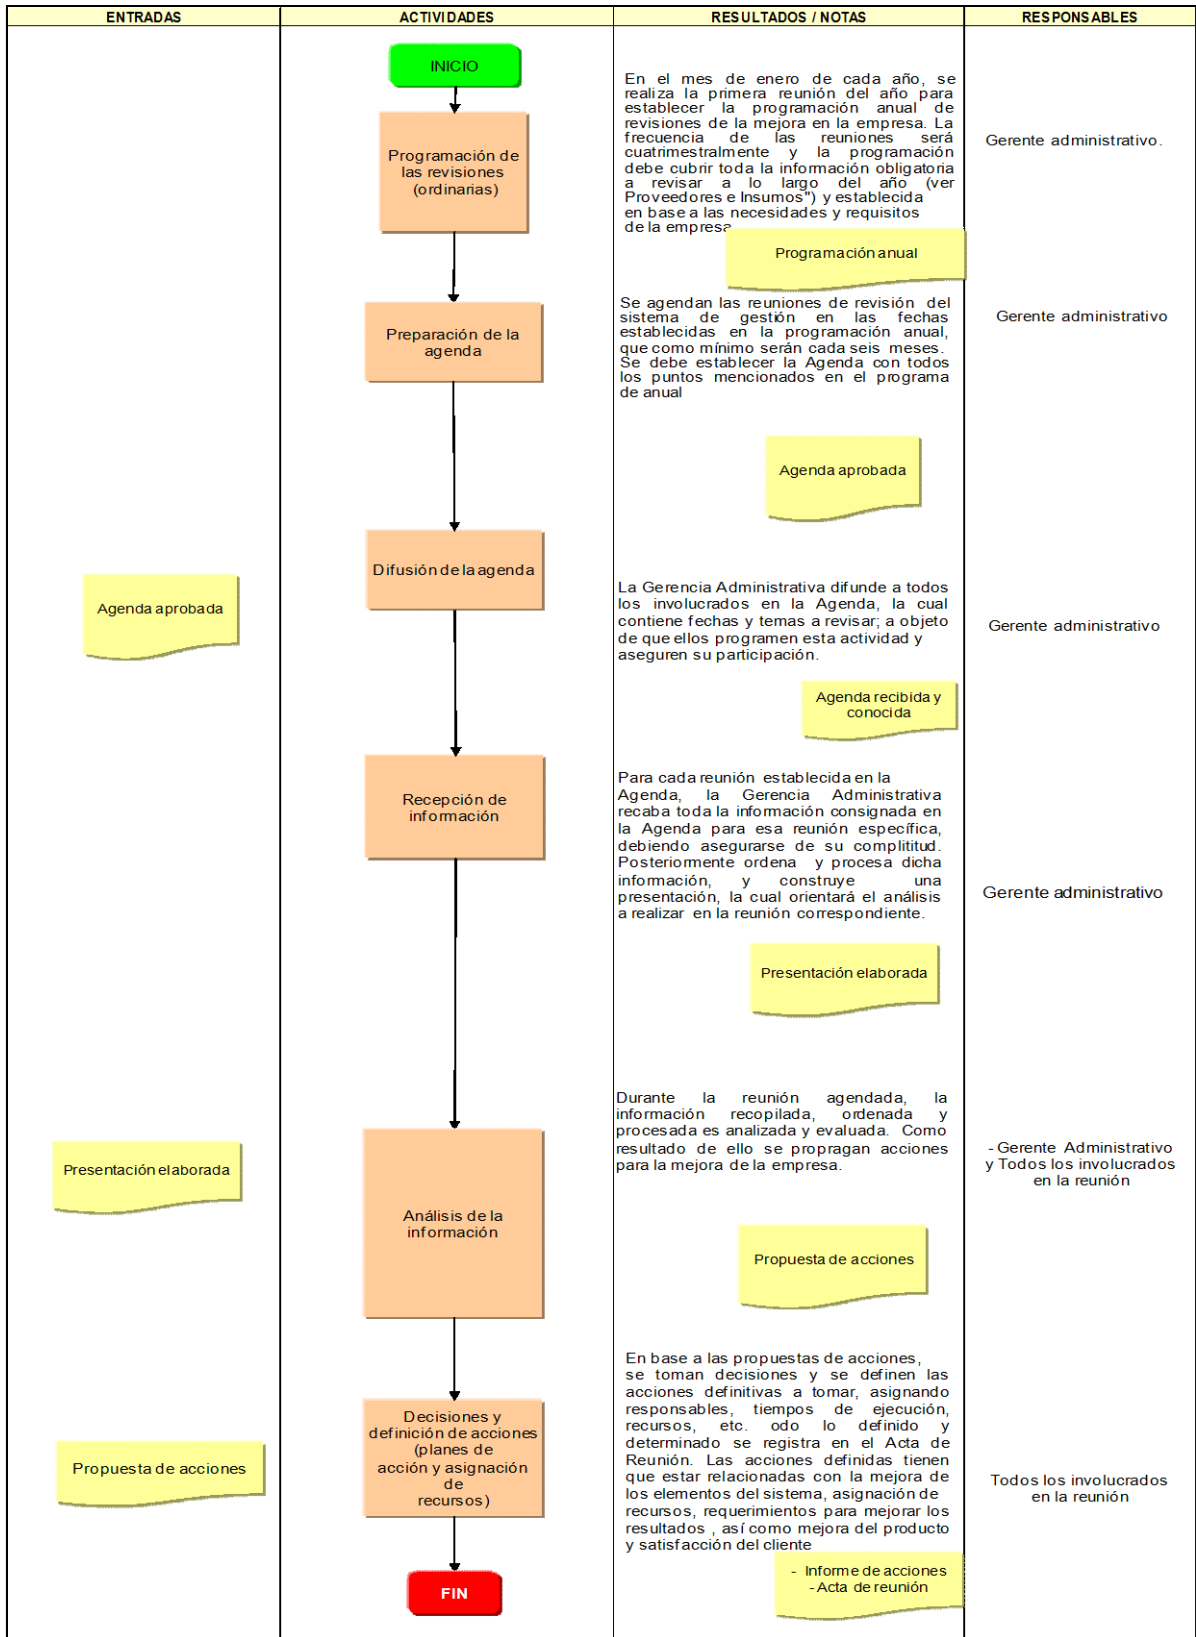 ENTRADAS
ACTIVIDADES
RESULTADOS / NOTAS
RESPONSABLES
INICIO
Programación de
las revisiones
(ordinarias)
En el mes de enero de cada año, se
realiza la primera reunión del año para
establecer la programación anual de
revisiones de la mejora en la empresa. La
frecuencia de las reuniones será
cuatrimestralmente y la programación
debe cubrir toda la información obligatoria
a revisar a lo largo del año (ver
Proveedores e Insumos") y establecida
en base a las necesidades y requisitos
de la empresa
Gerente administrativo.
Programación anual
Preparación de la
agenda
Se agendan las reuniones de revisión del
sistema de gestión en las fechas
establecidas en la programación anual,
que como mínimo serán cada seis meses.
Se debe establecer la Agenda con todos
los puntos mencionados en el programa
de anual
Gerente administrativo
Agenda aprobada
Agenda aprobada
Difusión de la agenda
La Gerencia Administrativa difunde a todos
los involucrados en la Agenda, la cual
contiene fechas y temas a revisar; a objeto
de que ellos programen esta actividad y
aseguren su participación.
Gerente administrativo
Agenda recibida y
conocida
Recepción de
información
Para cada reunión establecida en la
Agenda, la Gerencia Administrativa
recaba toda la información consignada en
la Agenda para esa reunión específica,
debiendo asegurarse de su complititud.
Posteriormente ordena y procesa dicha
información, y construye una
presentación, la cual orientará el análisis
a realizar en la reunión correspondiente.
Gerente administrativo
Presentación elaborada
Presentación elaborada
Análisis de la
información
Durante la reunión agendada, la
información recopilada, ordenada y
procesada es analizada y evaluada. Como
resultado de ello se propragan acciones
para la mejora de la empresa.
- Gerente Administrativo
y Todos los involucrados
en la reunión
Propuesta de acciones
Propuesta de acciones
Decisiones y
definición de acciones
(planes de
acción y asignación
de
recursos)
En base a las propuestas de acciones,
se toman decisiones y se definen las
acciones definitivas a tomar, asignando
responsables, tiempos de ejecución,
recursos, etc. odo lo definido y
determinado se registra en el Acta de
Reunión. Las acciones definidas tienen
que estar relacionadas con la mejora de
los elementos del sistema, asignación de
recursos, requerimientos para mejorar los
resultados , así como mejora del producto
y satisfacción del cliente
Todos los involucrados
en la reunión
- Informe de acciones
- Acta de reunión
FIN